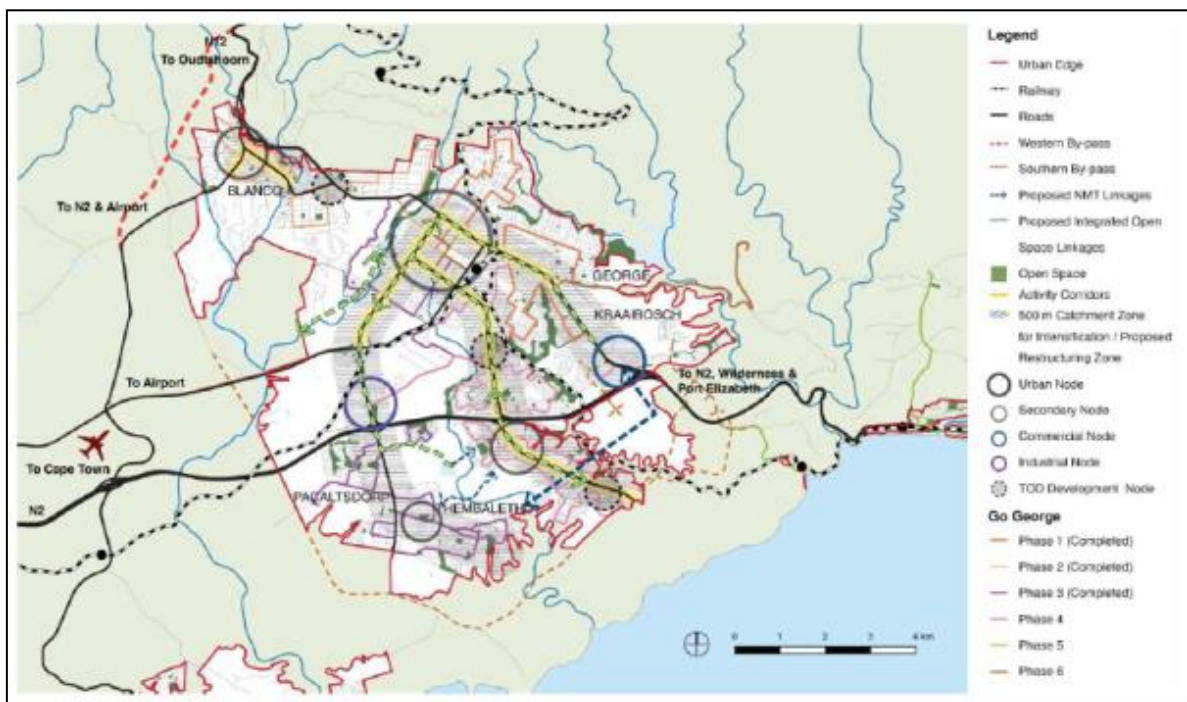 N12
To Oudtshoorn
BLANCO
To N2 & Airport
GEORGE
KRAAIBOSCH
To N2, Wilderness &
Port Elizabeth
To Airport
To Cape Town
N2
PACALTSDORP
THEMBALETHU
0 1 2 3 4 km
Legend
Urban Edge
Railway
Roads
Western By-pass
Southern By-pass
Proposed NMT Linkages
Proposed Integrated Open
Space Linkages
Open Space
Activity Corridors
500 m Catchment Zone
for Intensification / Proposed
Restructuring Zone
Urban Node
Secondary Node
Commercial Node
Industrial Node
TOD Development Node
Go George
Phase 1 (Completed)
Phase 2 (Completed)
Phase 3 (Completed)
Phase 4
Phase 5
Phase 6